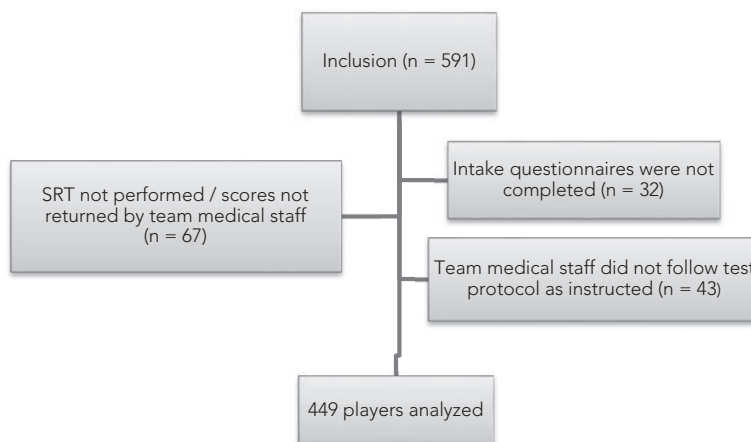 Inclusion (n = 591)
Intake questionnaires were not
completed (n = 32)
SRT not performed / scores not
returned by team medical staff
(n = 67)
Team medical staff did not follow test
protocol as instructed (n = 43)
449 players analyzed